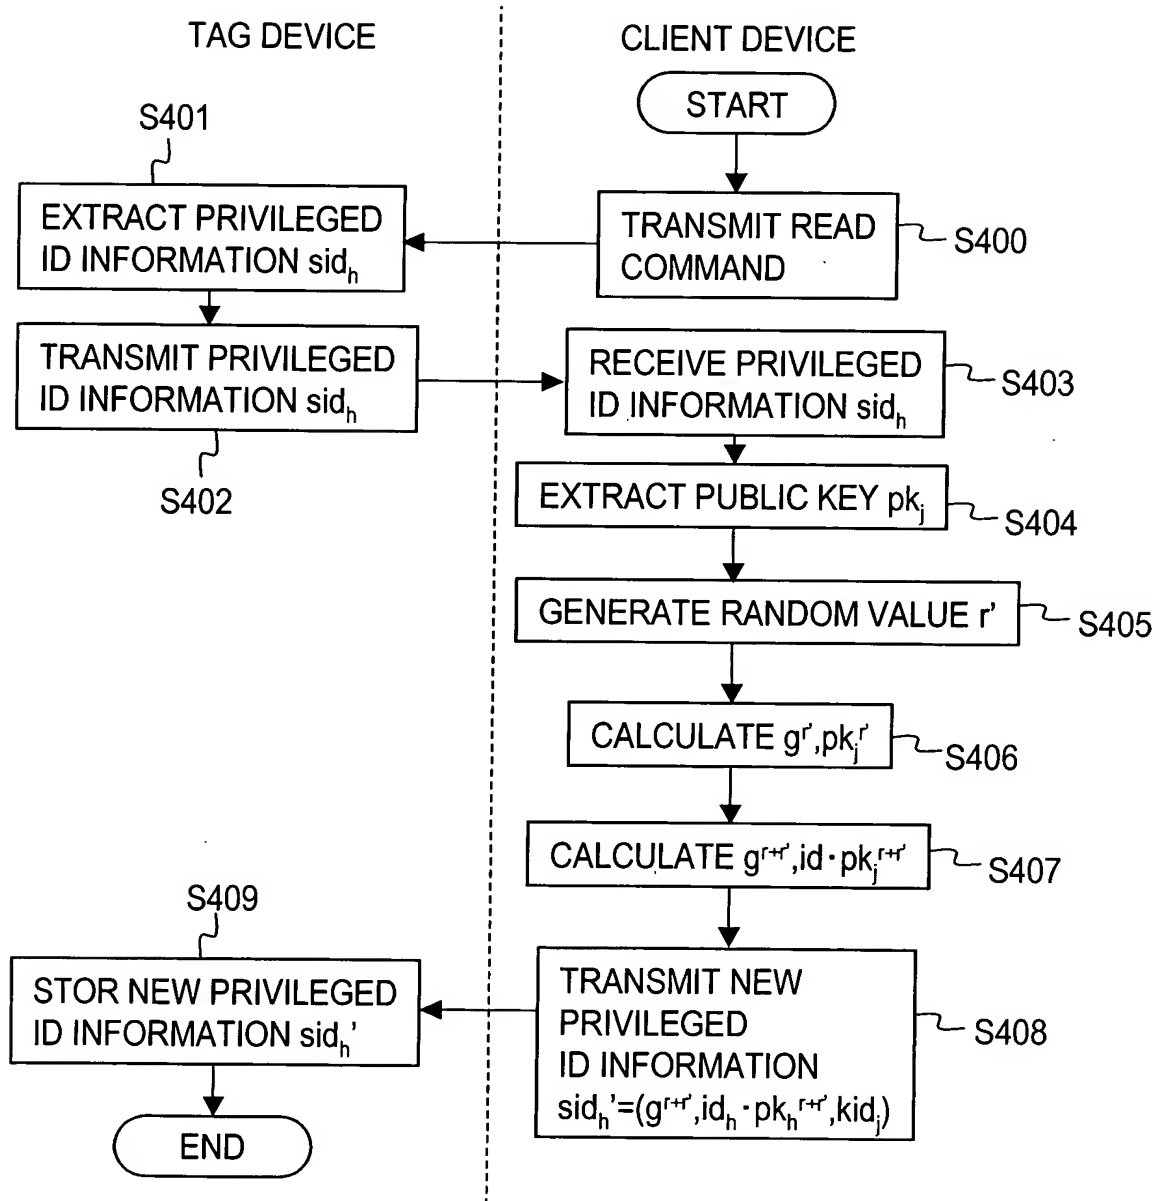 TAG DEVICE
CLIENT DEVICE
START
S401
EXTRACT PRIVILEGED
ID INFORMATION sid_h
TRANSMIT READ
COMMAND
S400
TRANSMIT PRIVILEGED
ID INFORMATION sid_h
S402
RECEIVE PRIVILEGED
ID INFORMATION sid_h
S403
EXTRACT PUBLIC KEY pk_j
S404
GENERATE RANDOM VALUE r'
S405
CALCULATE g^r',pk_j^r'
S406
CALCULATE g^r+r',id·pk_j^r+r'
S407
TRANSMIT NEW
PRIVILEGED
ID INFORMATION
sid_h'=(g^r+r',id_h·pk_h^r+r',kid_j)
S408
S409
STOR NEW PRIVILEGED
ID INFORMATION sid_h'
END